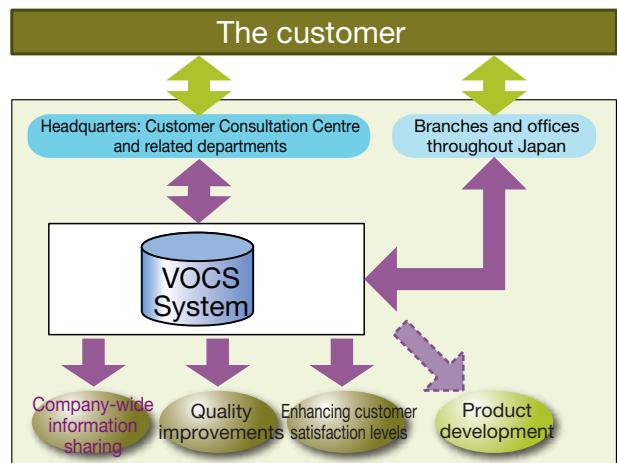 The customer
Headquarters: Customer Consultation Centre
and related departments
Branches and offices
throughout Japan
VOCS
System
Company-wide
information
sharing
Quality
improvements
Enhancing customer
satisfaction levels
Product
development